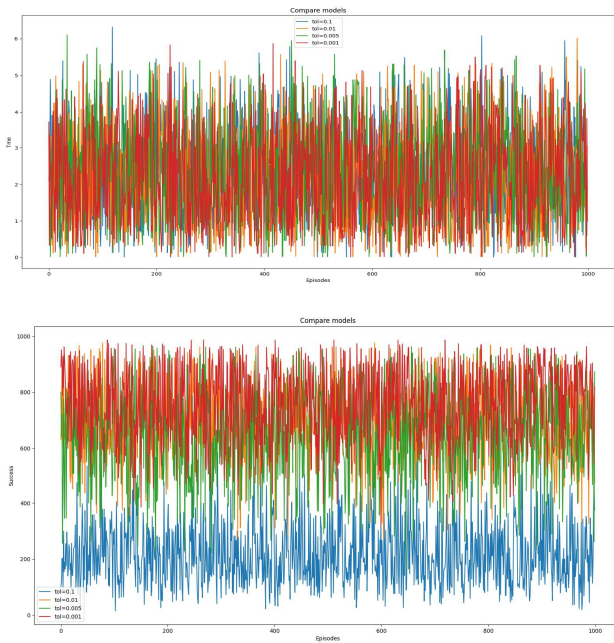 Compare models
tol=0.1
tol=0.01
tol=0.005
tol=0.001
6
5
4
3
2
1
0
Time
0 200 400 600 800 1000
Episodes
Compare models
1000
800
600
400
200
0
Success
tol=0.1
tol=0.01
tol=0.005
tol=0.001
0 200 400 600 800 1000
Episodes